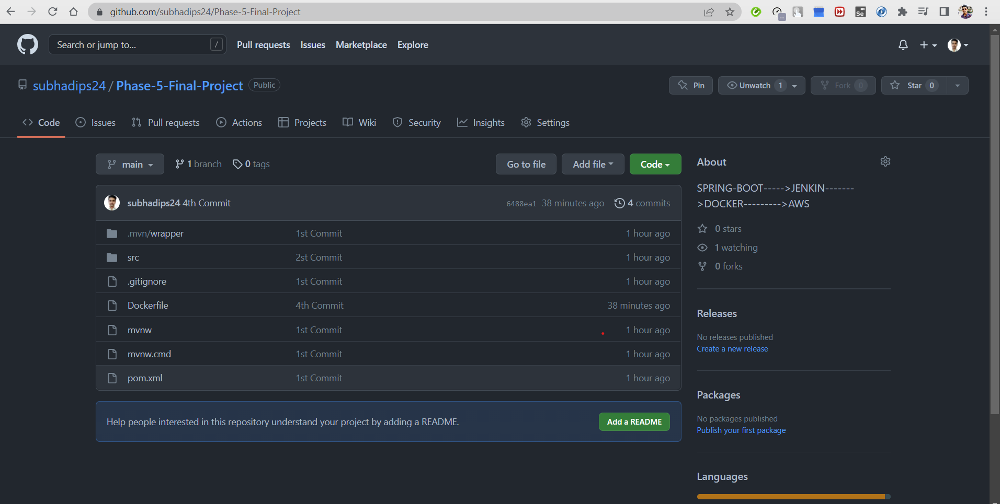 github.com/subhadips24/Phase-5-Final-Project
Se
Search or jump to... /
Pull requests Issues Marketplace Explore
subhadips24 / Phase-5-Final-Project Public
Pin Unwatch 1 Fork 0 Star 0
Code Issues Pull requests Actions Projects Wiki Security Insights Settings
main 1 branch 0 tags Go to file Add file Code
subhadips24 4th Commit 6488ea1 38 minutes ago 4 commits
.mvn/wrapper 1st Commit 1 hour ago
src 2st Commit 1 hour ago
.gitignore 1st Commit 1 hour ago
Dockerfile 4th Commit 38 minutes ago
mvnw 1st Commit 1 hour ago
mvnw.cmd 1st Commit 1 hour ago
pom.xml 1st Commit 1 hour ago
Help people interested in this repository understand your project by adding a README. Add a README
About
SPRING-BOOT----->JENKIN-------
>DOCKER--------->AWS
0 stars
1 watching
0 forks
Releases
No releases published
Create a new release
Packages
No packages published
Publish your first package
Languages